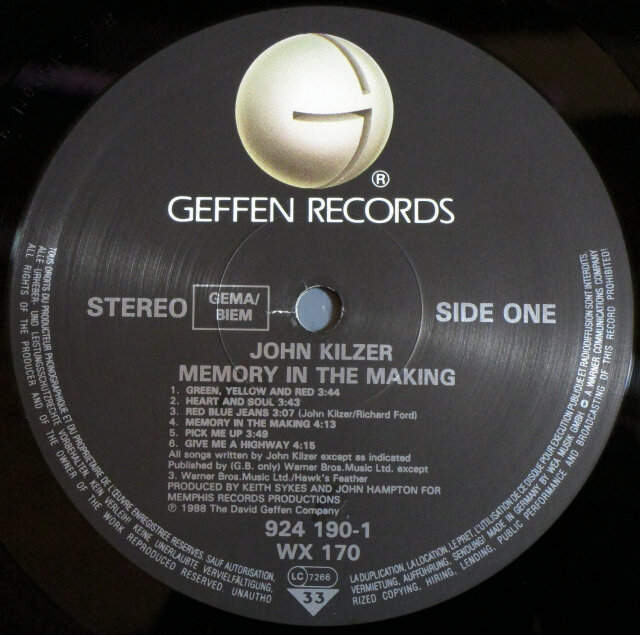 ®
GEFFEN RECORDS
STEREO
GEMA/
BIEM
SIDE ONE
JOHN KILZER
MEMORY IN THE MAKING
1. GREEN, YELLOW AND RED 3:44
2. HEART AND SOUL 3:43
3. RED BLUE JEANS 3:07 (John Kilzer/Richard Ford)
4. MEMORY IN THE MAKING 4:13
5. PICK ME UP 3:49
6. GIVE ME A HIGHWAY 4:15
All songs written by John Kilzer except as indicated
Published by (G.B. only) Warner Bros.Music Ltd. except
3. Warner Bros.Music Ltd./Hawk's Feather
PRODUCED BY KEITH SYKES AND JOHN HAMPTON FOR
MEMPHIS RECORDS PRODUCTIONS
℗ 1988 The David Geffen Company
924 190-1
WX 170
LC 7266
33
TOUS DROITS DU PRODUCTEUR PHONOGRAPHIQUE ET DU PROPRIETAIRE DE L'ŒUVRE ENREGISTREE RESERVES. SAUF AUTORISATION,
LA DUPLICATION, LA LOCATION, LE PRET, L'UTILISATION DE CE DISQUE POUR EXECUTION PUBLIQUE ET RADIODIFFUSION SONT INTERDITS.
ALLE URHEBER- UND LEISTUNGSSCHUTZRECHTE VORBEHALTEN. KEIN VERLEIH! KEINE UNERLAUBTE VERVIELFÄLTIGUNG,
VERMIETUNG, AUFFÜHRUNG, SENDUNG! MADE IN GERMANY BY WEA MUSIK GMBH A WARNER COMMUNICATIONS COMPANY
ALL RIGHTS OF THE PRODUCER AND OF THE OWNER OF THE WORK REPRODUCED RESERVED. UNAUTHO
RIZED COPYING, HIRING, LENDING, PUBLIC PERFORMANCE AND BROADCASTING OF THIS RECORD PROHIBITED!